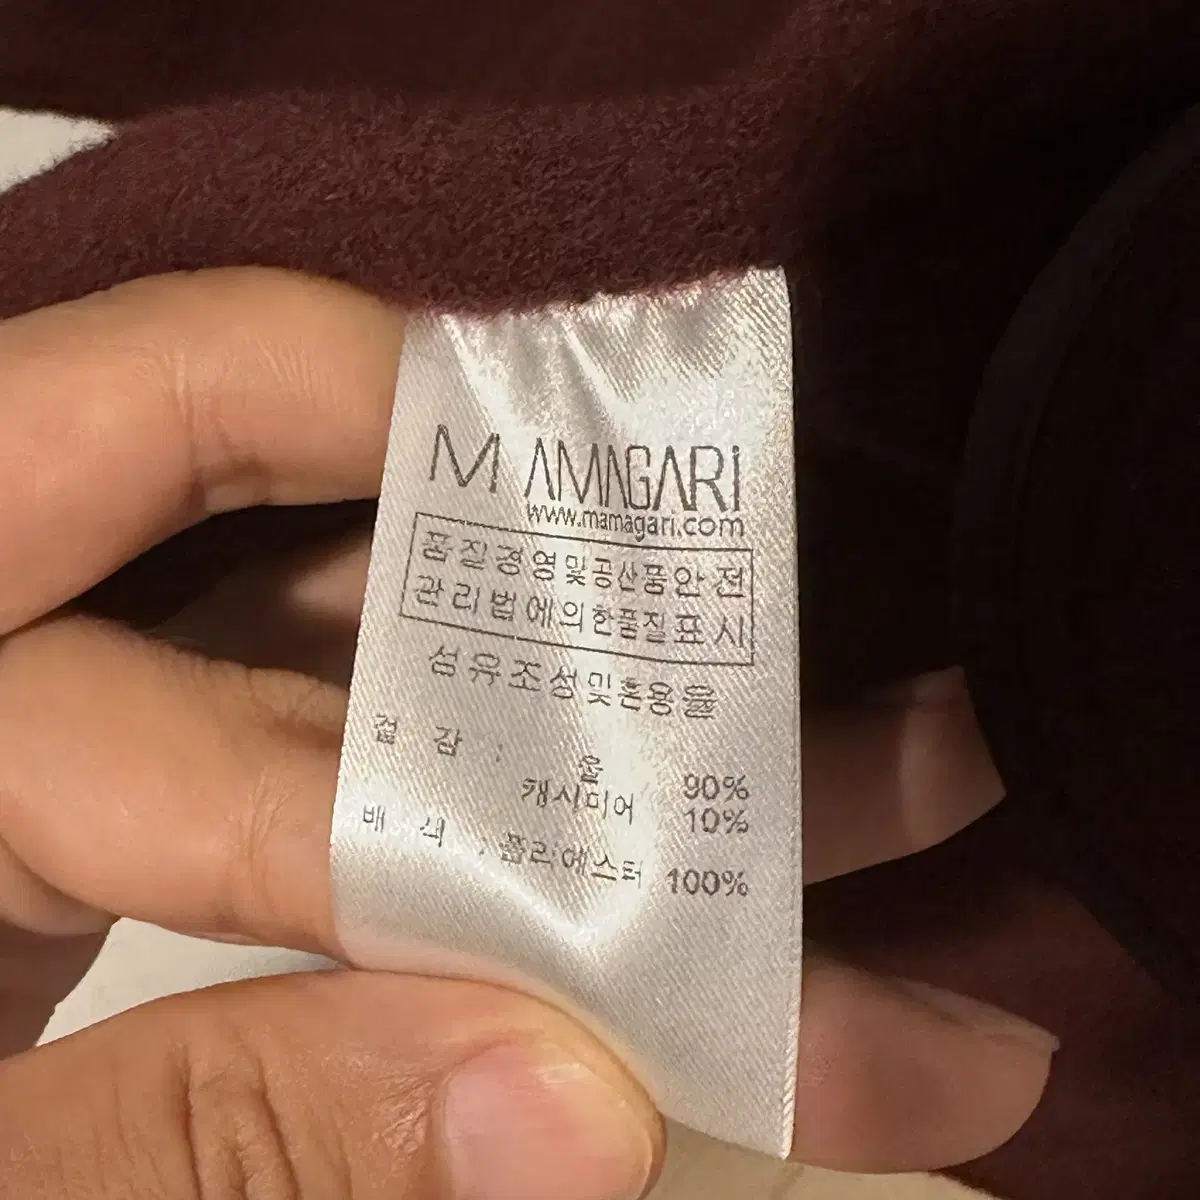 MAMAGARi
www.mamagari.com
품질경영및공산품안전
관리법에의한품질표시
섬유조성및혼용율
겉 감 : 울 90%
캐시미어 10%
배 색 : 폴리에스터 100%